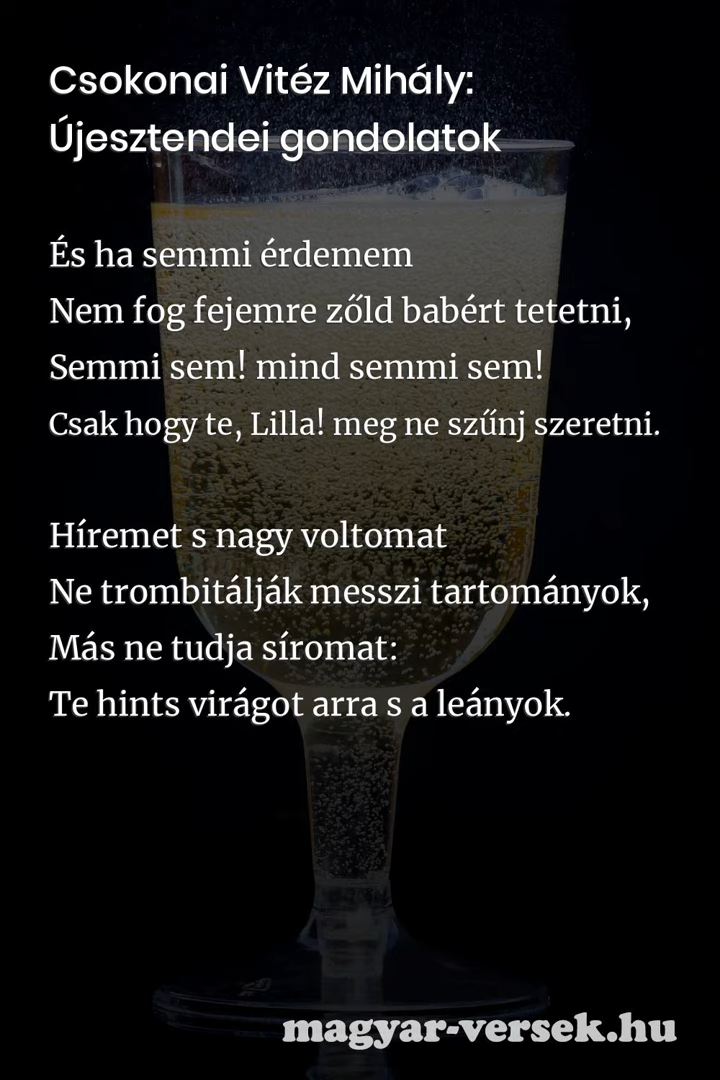 Csokonai Vitéz Mihály:
Újesztendei gondolatok
És ha semmi érdemem
Nem fog fejemre zőld babért tetetni,
Semmi sem! mind semmi sem!
Csak hogy te, Lilla! meg ne szűnj szeretni.
Híremet s nagy voltomat
Ne trombitálják messzi tartományok,
Más ne tudja síromat:
Te hints virágot arra s a leányok.
magyar-versek.hu